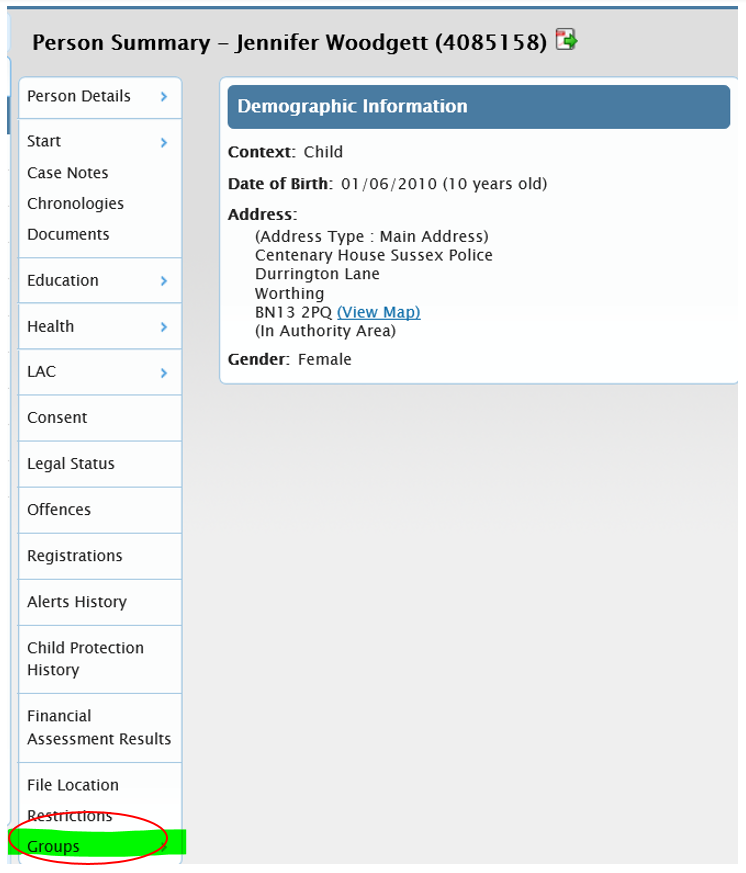 Person Summary – Jennifer Woodgett (4085158)
Person Details
Start
Case Notes
Chronologies
Documents
Education
Health
LAC
Consent
Legal Status
Offences
Registrations
Alerts History
Child Protection
History
Financial
Assessment Results
File Location
Restrictions
Groups
Demographic Information
Context: Child
Date of Birth: 01/06/2010 (10 years old)
Address:
(Address Type : Main Address)
Centenary House Sussex Police
Durrington Lane
Worthing
BN13 2PQ (View Map)
(In Authority Area)
Gender: Female